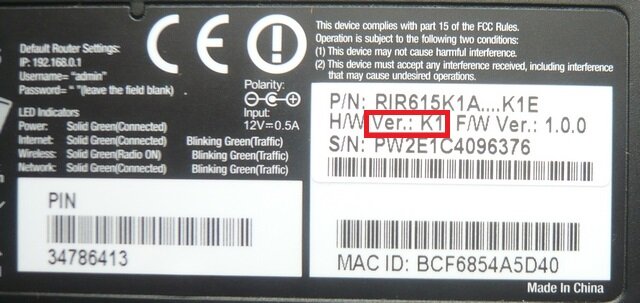 Default Router Settings:
IP: 192.168.0.1
Username= "admin"
Password= " "(leave the field blank)
LED Indicators
Power: Solid Green(Connected)
Internet: Solid Green(Connected) Blinking Green(Traffic)
Wireless: Solid Green(Radio ON) Blinking Green(Traffic)
Network: Solid Green(Connected) Blinking Green(Traffic)
CE
FC
Polarity:
Input:
12V⎓0.5A
This device complies with part 15 of the FCC Rules.
Operation is subject to the following two conditions:
(1) This device may not cause harmful interference.
(2) This device must accept any interference received, including interference
that may cause undesired operation.
P/N: RIR615K1A....K1E
H/W Ver.: K1 F/W Ver.: 1.0.0
S/N: PW2E1C4096376
PIN
34786413
MAC ID: BCF6854A5D40
Made In China